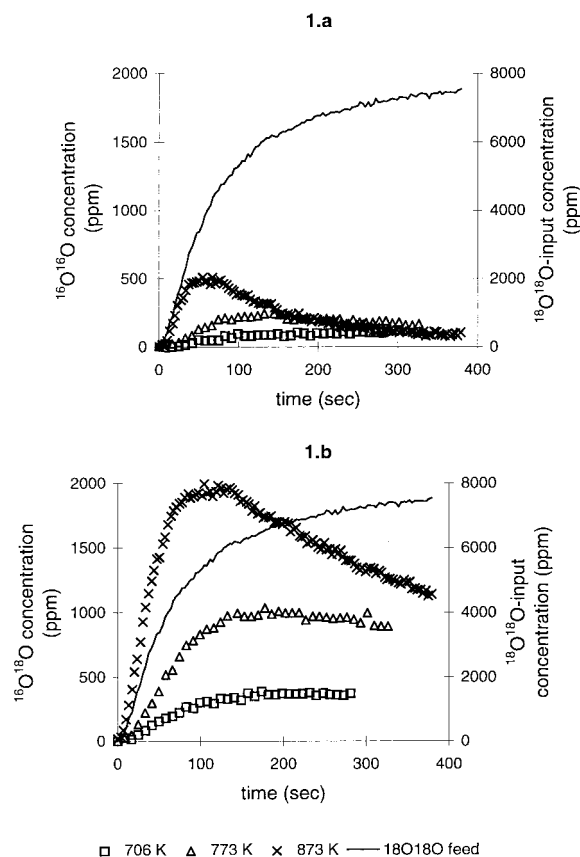 1.a
2000
1500
1000
500
0
8000
6000
4000
2000
0
0 100 200 300 400
16O16O concentration
(ppm)
18O18O-input concentration
(ppm)
time (sec)
1.b
2000
1500
1000
500
0
8000
6000
4000
2000
0
0 100 200 300 400
16O18O concentration
(ppm)
18O18O-input
concentration (ppm)
time (sec)
706 K 773 K 873 K 18O18O feed